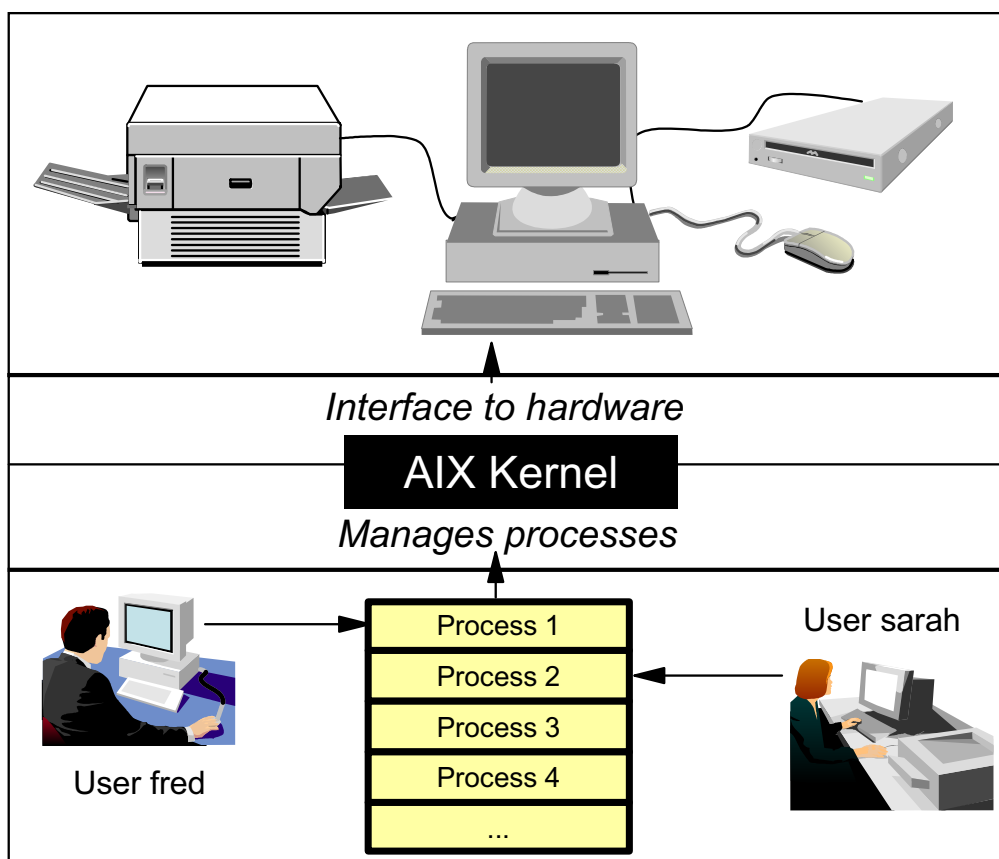 Interface to hardware
AIX Kernel
Manages processes
Process 1
User sarah
Process 2
Process 3
Process 4
User fred
...